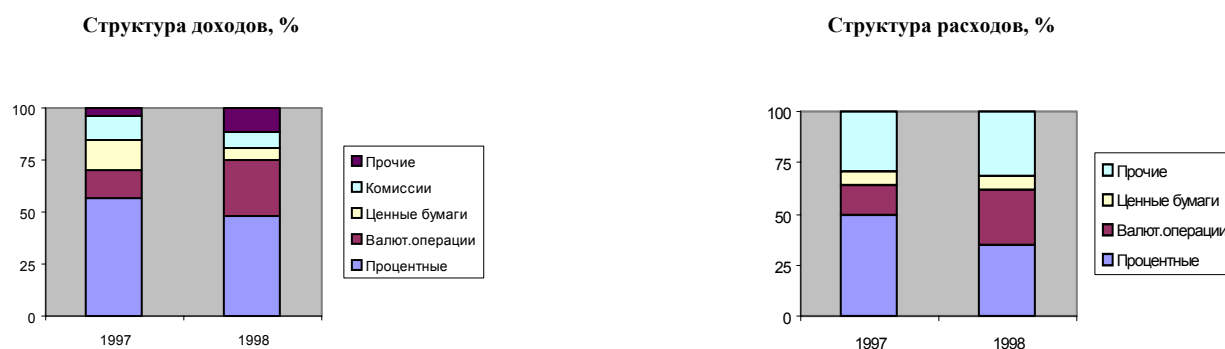 Структура доходов, %
100
75
50
25
0
1997
1998
Прочие
Комиссии
Ценные бумаги
Валют.операции
Процентные
Структура расходов, %
100
75
50
25
0
1997
1998
Прочие
Ценные бумаги
Валют.операции
Процентные